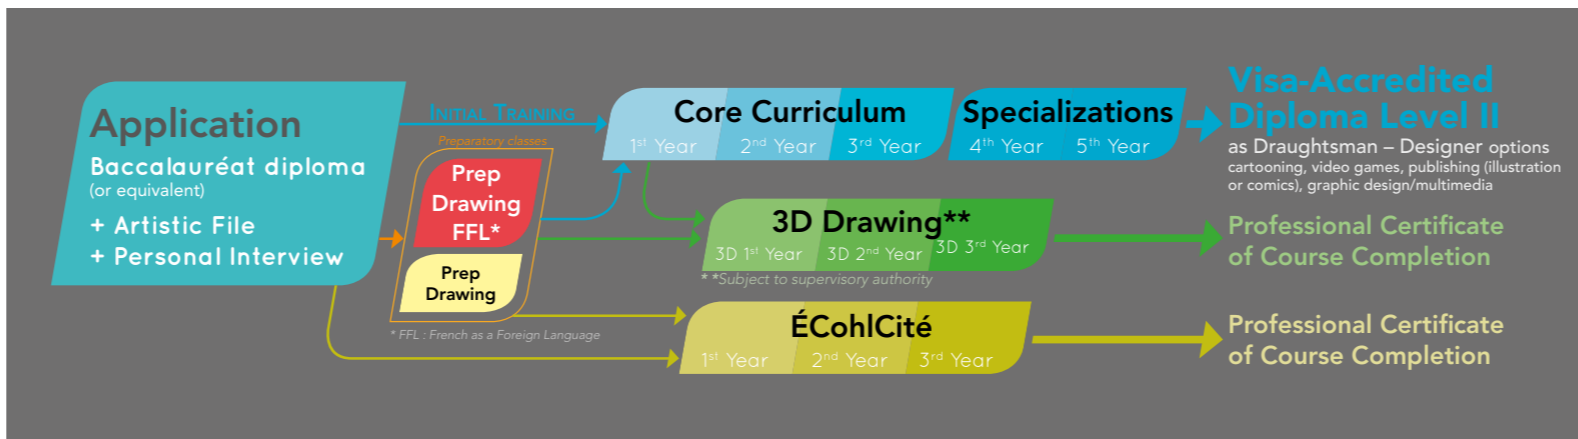 Application
Baccalauréat diploma
(or equivalent)
+ Artistic File
+ Personal Interview
INITIAL TRAINING
Preparatory classes
Prep
Drawing
FFL*
Prep
Drawing
* FFL : French as a Foreign Language
Core Curriculum
1st Year
2nd Year
3rd Year
Specializations
4th Year
5th Year
Visa-Accredited
Diploma Level II
as Draughtsman – Designer options
cartooning, video games, publishing (illustration
or comics), graphic design/multimedia
3D Drawing**
3D 1st Year
3D 2nd Year
3D 3rd Year
* *Subject to supervisory authority
Professional Certificate
of Course Completion
ÉCohlCité
1st Year
2nd Year
3rd Year
Professional Certificate
of Course Completion